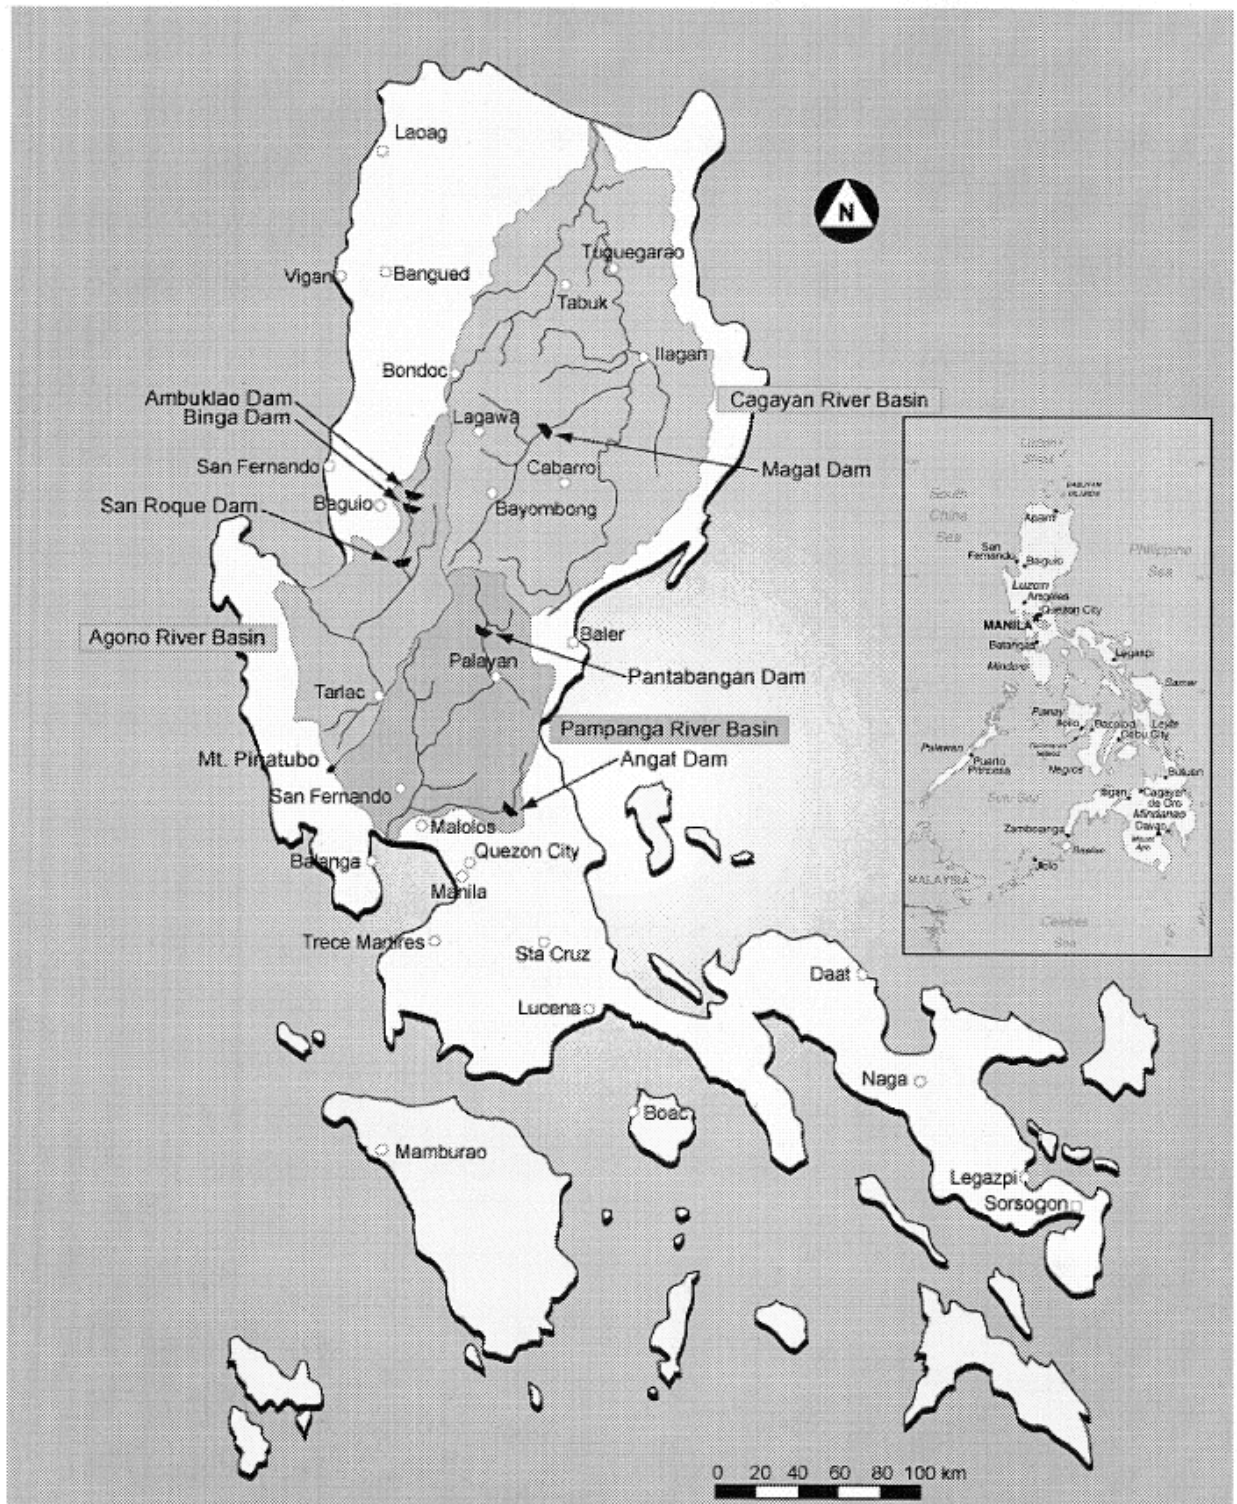 Laoag
N
Tuguegarao
Vigan
Bangued
Tabuk
Ilagan
Bondoc
Ambuklao Dam
Binga Dam
Cagayan River Basin
Lagawa
San Fernando
Cabarro
Magat Dam
San Roque Dam
Baguio
Bayombong
Agono River Basin
Baler
Palayan
Pantabangan Dam
Tarlac
Pampanga River Basin
Mt. Pinatubo
Angat Dam
San Fernando
Malolos
Quezon City
Balanga
Manila
Trece Martires
Sta Cruz
Daat
Lucena
Naga
Boac
Mamburao
Legazpi
Sorsogon
0 20 40 60 80 100 km
South
China
Sea
Aparri
San
Fernando
Baguio
Philippine
Sea
Luzon
Angeles
Quezon City
MANILA
Batangas
Mindoro
Legaspi
Samar
Panay
Iloilo
Bacolod
Leyte
Cebu City
Palawan
Puerto
Princesa
Negros
Butuan
Sulu Sea
Iligan
Cagayan
de Oro
Mindanao
Zamboanga
Davao
Basilan
Jolo
MALAYSIA
Celebes
Sea